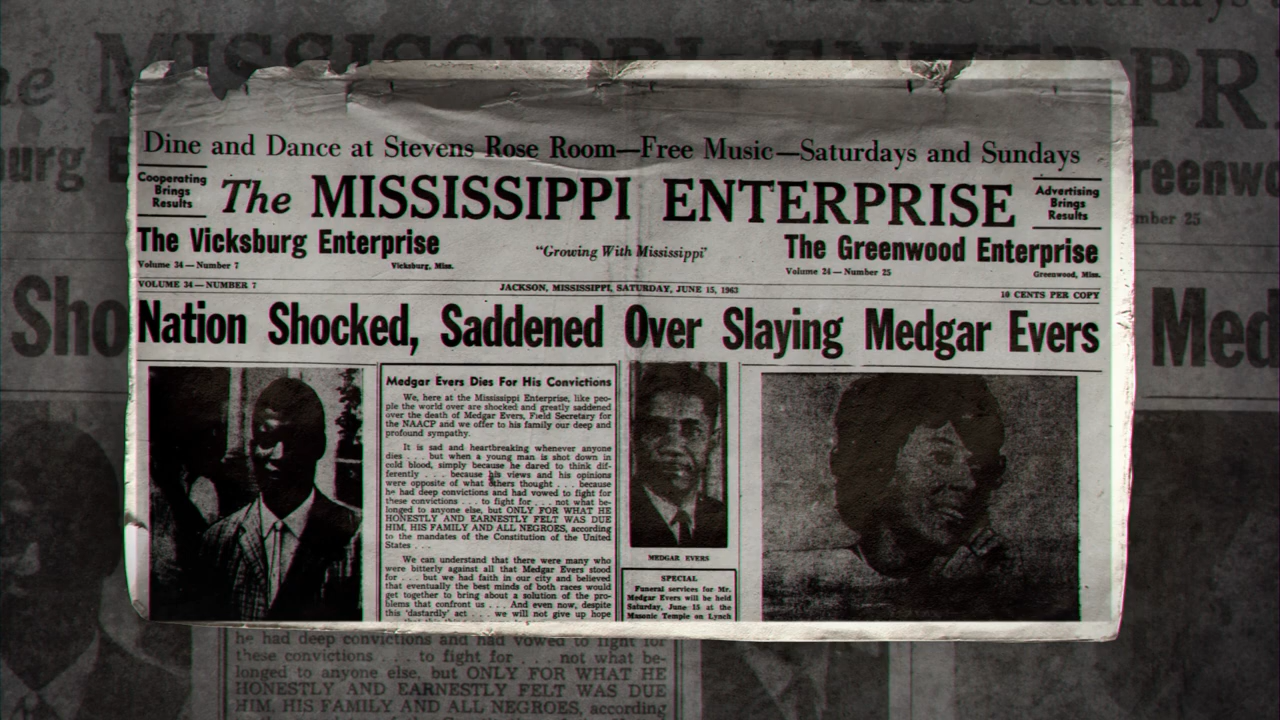 Dine and Dance at Stevens Rose Room—Free Music—Saturdays and Sundays
Cooperating
Brings
Results
The MISSISSIPPI ENTERPRISE
Advertising
Brings
Results
The Vicksburg Enterprise
Volume 34 — Number 7
Vicksburg, Miss.
"Growing With Mississippi"
The Greenwood Enterprise
Volume 24 — Number 25
Greenwood, Miss.
VOLUME 34 — NUMBER 7
JACKSON, MISSISSIPPI, SATURDAY, JUNE 15, 1963
10 CENTS PER COPY
Nation Shocked, Saddened Over Slaying Medgar Evers
Medgar Evers Dies For His Convictions
We, here at the Mississippi Enterprise, like peo-
ple the world over are shocked and greatly saddened
over the death of Medgar Evers, Field Secretary for
the NAACP and we offer to his family our deep and
profound sympathy.
It is sad and heartbreaking whenever anyone
dies . . . but when a young man is shot down in
cold blood, simply because he dared to think dif-
ferently . . . because his views and his opinions
were opposite of what others thought . . . because
he had deep convictions and had vowed to fight for
these convictions . . . to fight for . . . not what be-
longed to anyone else, but ONLY FOR WHAT HE
HONESTLY AND EARNESTLY FELT WAS DUE
HIM, HIS FAMILY AND ALL NEGROES, according
to the mandates of the Constitution of the United
States . . .
We can understand that there were many who
were bitterly against all that Medgar Evers stood
for . . . but we had faith in our city and believed
that eventually the best minds of both races would
get together to bring about a solution of the pro-
blems that confront us . . . And even now, despite
this 'dastardly' act . . . we will not give up hope
MEDGAR EVERS
SPECIAL
Funeral services for Mr.
Medgar Evers will be held
Saturday, June 15 at the
Masonic Temple on Lynch
he had deep convictions and had vowed to fight for
these convictions . . . to fight for . . . not what be-
longed to anyone else, but ONLY FOR WHAT HE
HONESTLY AND EARNESTLY FELT WAS DUE
HIM, HIS FAMILY AND ALL NEGROES, according